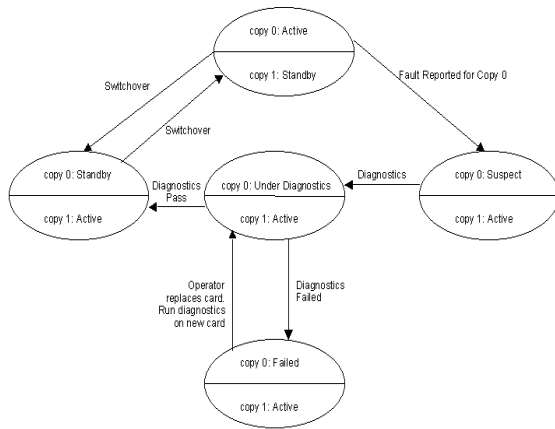 copy 0: Active
copy 1: Standby
Switchover
Fault Reported for Copy 0
Switchover
copy 0: Standby
copy 1: Active
Diagnostics
Pass
copy 0: Under Diagnostics
copy 1: Active
Diagnostics
copy 0: Suspect
copy 1: Active
Operator
replaces card.
Run diagnostics
on new card
Diagnostics
Failed
copy 0: Failed
copy 1: Active